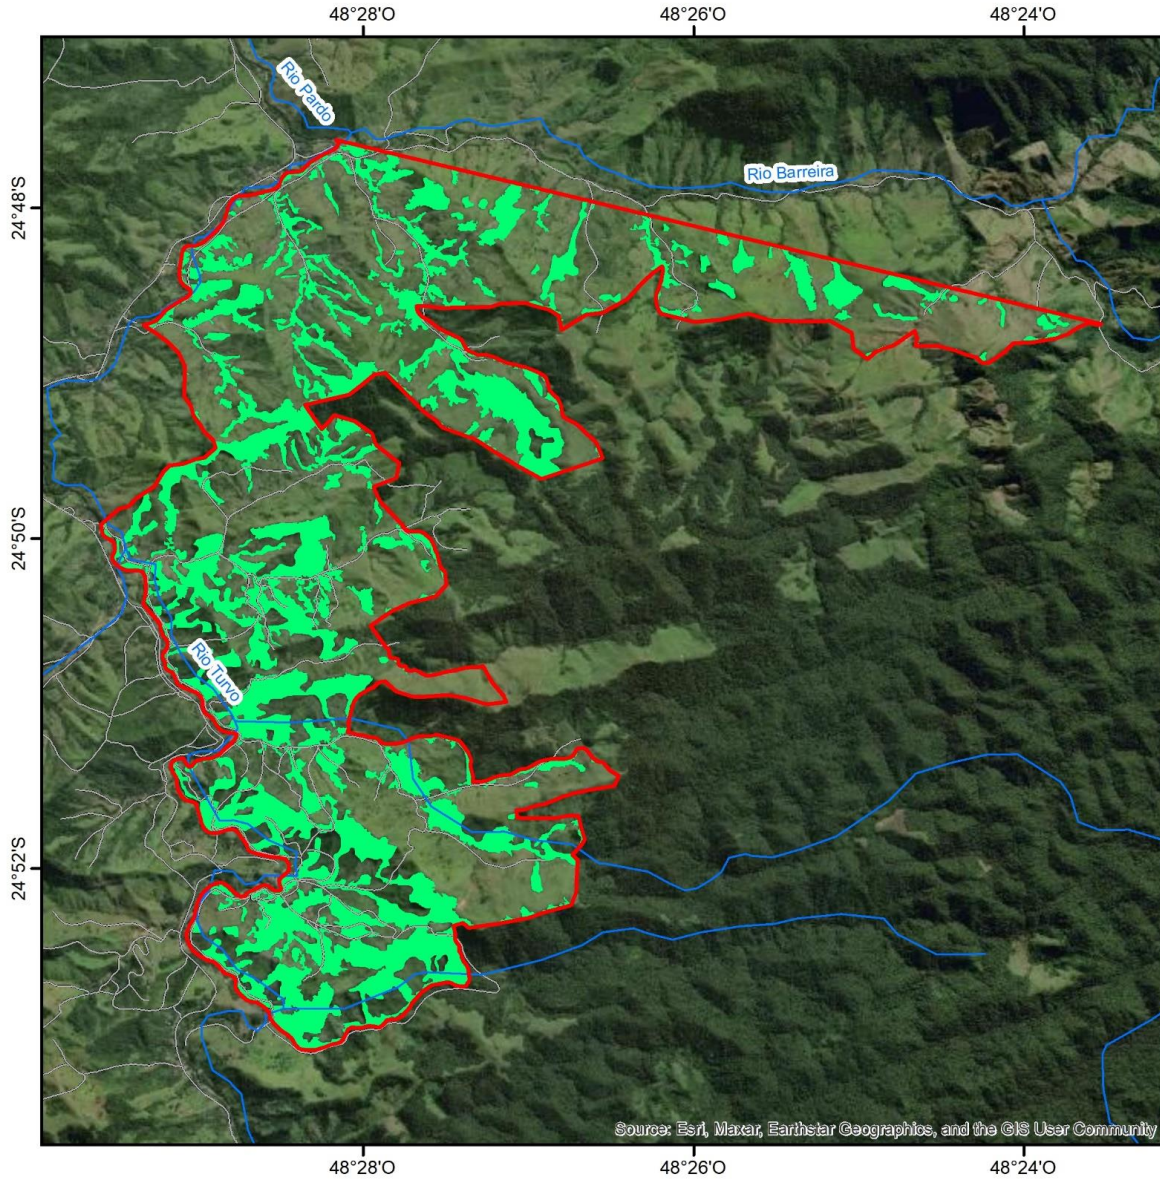 48°28'O
48°26'O
48°24'O
Rio Pardo
Rio Barreira
24°48'S
24°50'S
Rio Turvo
24°52'S
Source: Esri, Maxar, Earthstar Geographics, and the GIS User Community
48°28'O
48°26'O
48°24'O